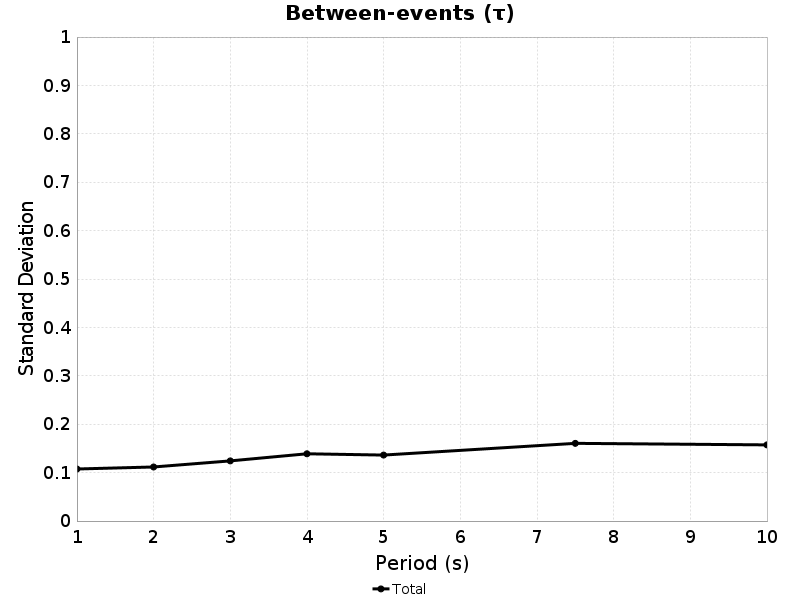 Between-events (τ)
1
0.9
0.8
0.7
0.6
0.5
0.4
0.3
0.2
0.1
0
Standard Deviation
1 2 3 4 5 6 7 8 9 10
Period (s)
Total